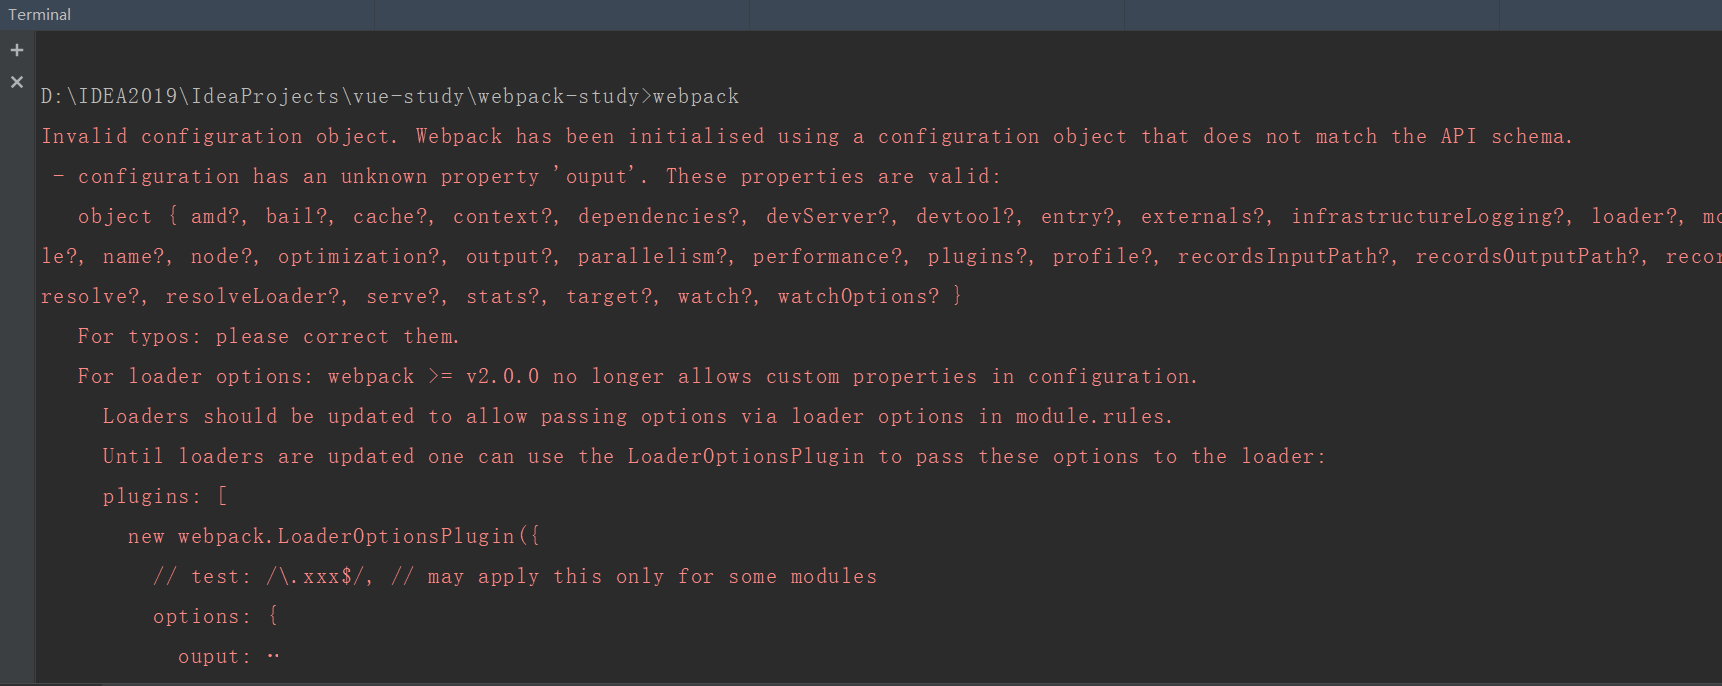 Terminal
D:\IDEA2019\IdeaProjects\vue-study\webpack-study>webpack
Invalid configuration object. Webpack has been initialised using a configuration object that does not match the API schema.
- configuration has an unknown property 'ouput'. These properties are valid:
object { amd?, bail?, cache?, context?, dependencies?, devServer?, devtool?, entry?, externals?, infrastructureLogging?, loader?,
le?, name?, node?, optimization?, output?, parallelism?, performance?, plugins?, profile?, recordsInputPath?, recordsOutputPath?,
resolve?, resolveLoader?, serve?, stats?, target?, watch?, watchOptions? }
For typos: please correct them.
For loader options: webpack >= v2.0.0 no longer allows custom properties in configuration.
Loaders should be updated to allow passing options via loader options in module.rules.
Until loaders are updated one can use the LoaderOptionsPlugin to pass these options to the loader:
plugins: [
new webpack.LoaderOptionsPlugin({
// test: /\.xxx$/, // may apply this only for some modules
options: {
ouput: …